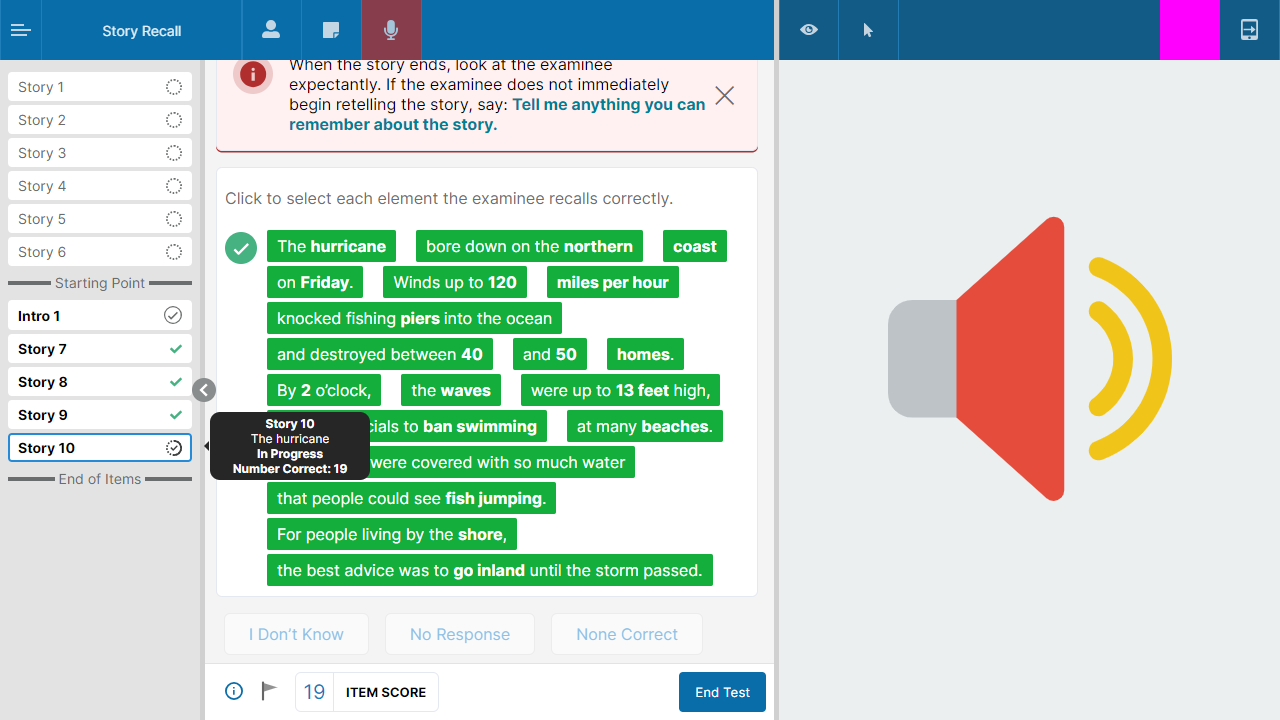 Story Recall
Story 1
Story 2
Story 3
Story 4
Story 5
Story 6
Starting Point
Intro 1
Story 7
Story 8
Story 9
Story 10
End of Items
When the story ends, look at the examinee
expectantly. If the examinee does not immediately
begin retelling the story, say: Tell me anything you can
remember about the story.
Click to select each element the examinee recalls correctly.
The hurricane bore down on the northern coast
on Friday. Winds up to 120 miles per hour
knocked fishing piers into the ocean
and destroyed between 40 and 50 homes.
By 2 o’clock, the waves were up to 13 feet high,
to ban swimming at many beaches.
were covered with so much water
that people could see fish jumping.
For people living by the shore,
the best advice was to go inland until the storm passed.
Story 10
The hurricane
In Progress
Number Correct: 19
I Don’t Know
No Response
None Correct
19 ITEM SCORE
End Test